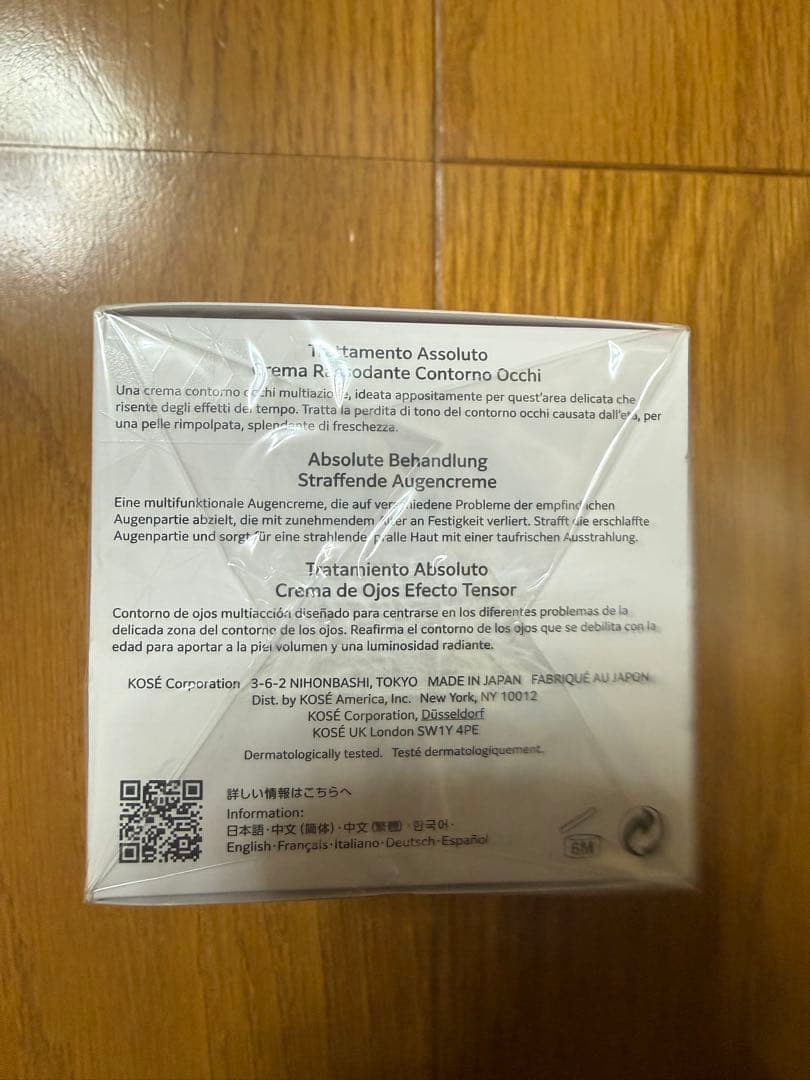 Trattamento Assoluto
Crema Rassodante Contorno Occhi
Una crema contorno occhi multiazione, ideata appositamente per quest'area delicata che
risente degli effetti del tempo. Tratta la perdita di tono del contorno occhi causata dall'età, per
una pelle rimpolpata, splendente di freschezza.
Absolute Behandlung
Straffende Augencreme
Eine multifunktionale Augencreme, die auf verschiedene Probleme der empfindlichen
Augenpartie abzielt, die mit zunehmendem Alter an Festigkeit verliert. Strafft die erschlaffte
Augenpartie und sorgt für eine strahlende, pralle Haut mit einer taufrischen Ausstrahlung.
Tratamiento Absoluto
Crema de Ojos Efecto Tensor
Contorno de ojos multiacción diseñado para centrarse en los diferentes problemas de la
delicada zona del contorno de los ojos. Reafirma el contorno de los ojos que se debilita con la
edad para aportar a la piel volumen y una luminosidad radiante.
KOSÉ Corporation 3-6-2 NIHONBASHI, TOKYO MADE IN JAPAN FABRIQUÉ AU JAPON
Dist. by KOSÉ America, Inc. New York, NY 10012
KOSÉ Corporation, Düsseldorf
KOSÉ UK London SW1Y 4PE
Dermatologically tested. Testé dermatologiquement.
詳しい情報はこちらへ
Information:
日本語·中文（简体）·中文（繁體）·한국어·
English·Français·Italiano·Deutsch·Español
6M